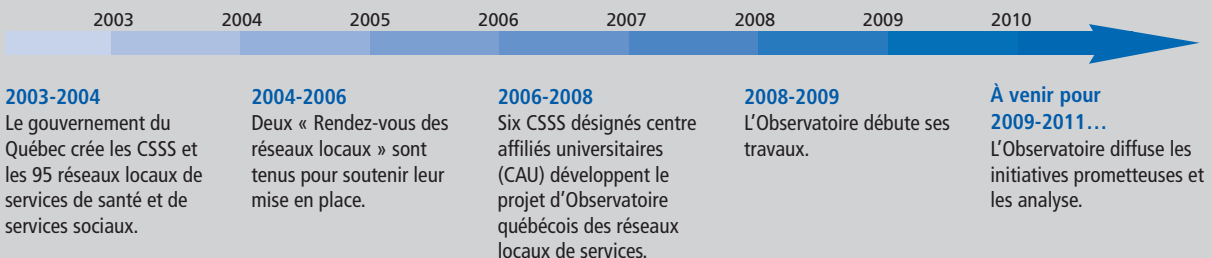 2003 2004 2005 2006 2007 2008 2009 2010
2003-2004
Le gouvernement du
Québec crée les CSSS et
les 95 réseaux locaux de
services de santé et de
services sociaux.
2004-2006
Deux « Rendez-vous des
réseaux locaux » sont
tenus pour soutenir leur
mise en place.
2006-2008
Six CSSS désignés centre
affiliés universitaires
(CAU) développent le
projet d’Observatoire
québécois des réseaux
locaux de services.
2008-2009
L’Observatoire débute ses
travaux.
À venir pour
2009-2011…
L’Observatoire diffuse les
initiatives prometteuses et
les analyse.